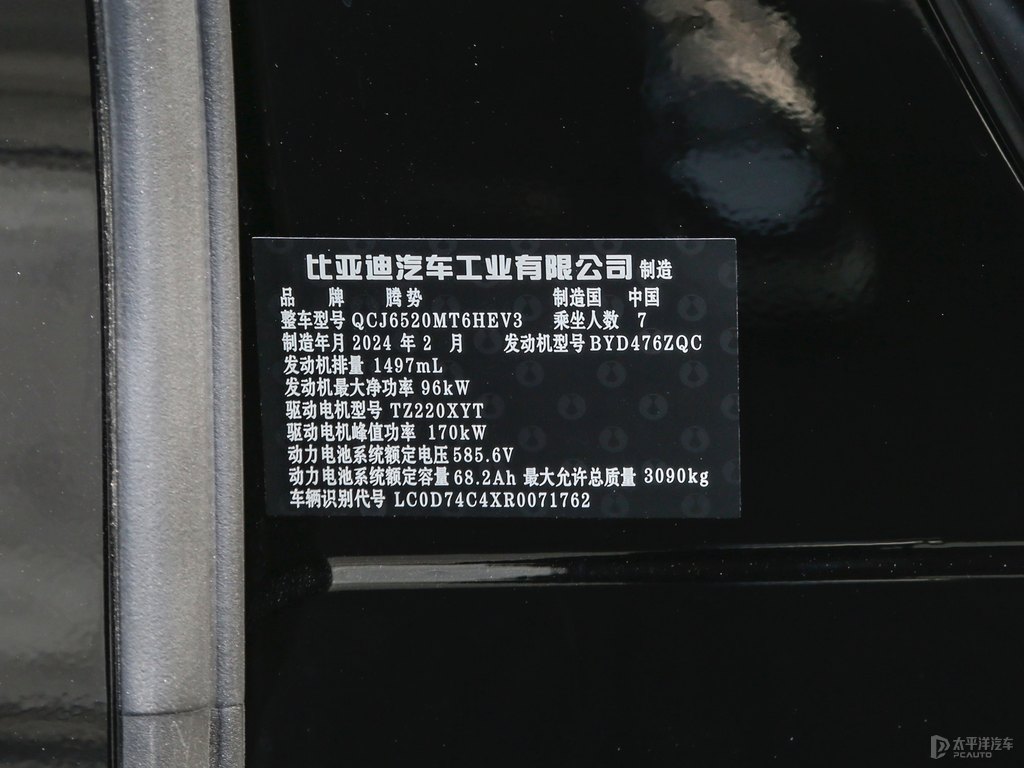 比亚迪汽车工业有限公司 制造
品 牌 腾势 制造国 中国
整车型号 QCJ6520MT6HEV3 乘坐人数 7
制造年月 2024 年 2 月 发动机型号 BYD476ZQC
发动机排量 1497mL
发动机最大净功率 96kW
驱动电机型号 TZ220XYT
驱动电机峰值功率 170kW
动力电池系统额定电压 585.6V
动力电池系统额定容量 68.2Ah 最大允许总质量 3090kg
车辆识别代号 LC0D74C4XR0071762
太平洋汽车
PCAUTO